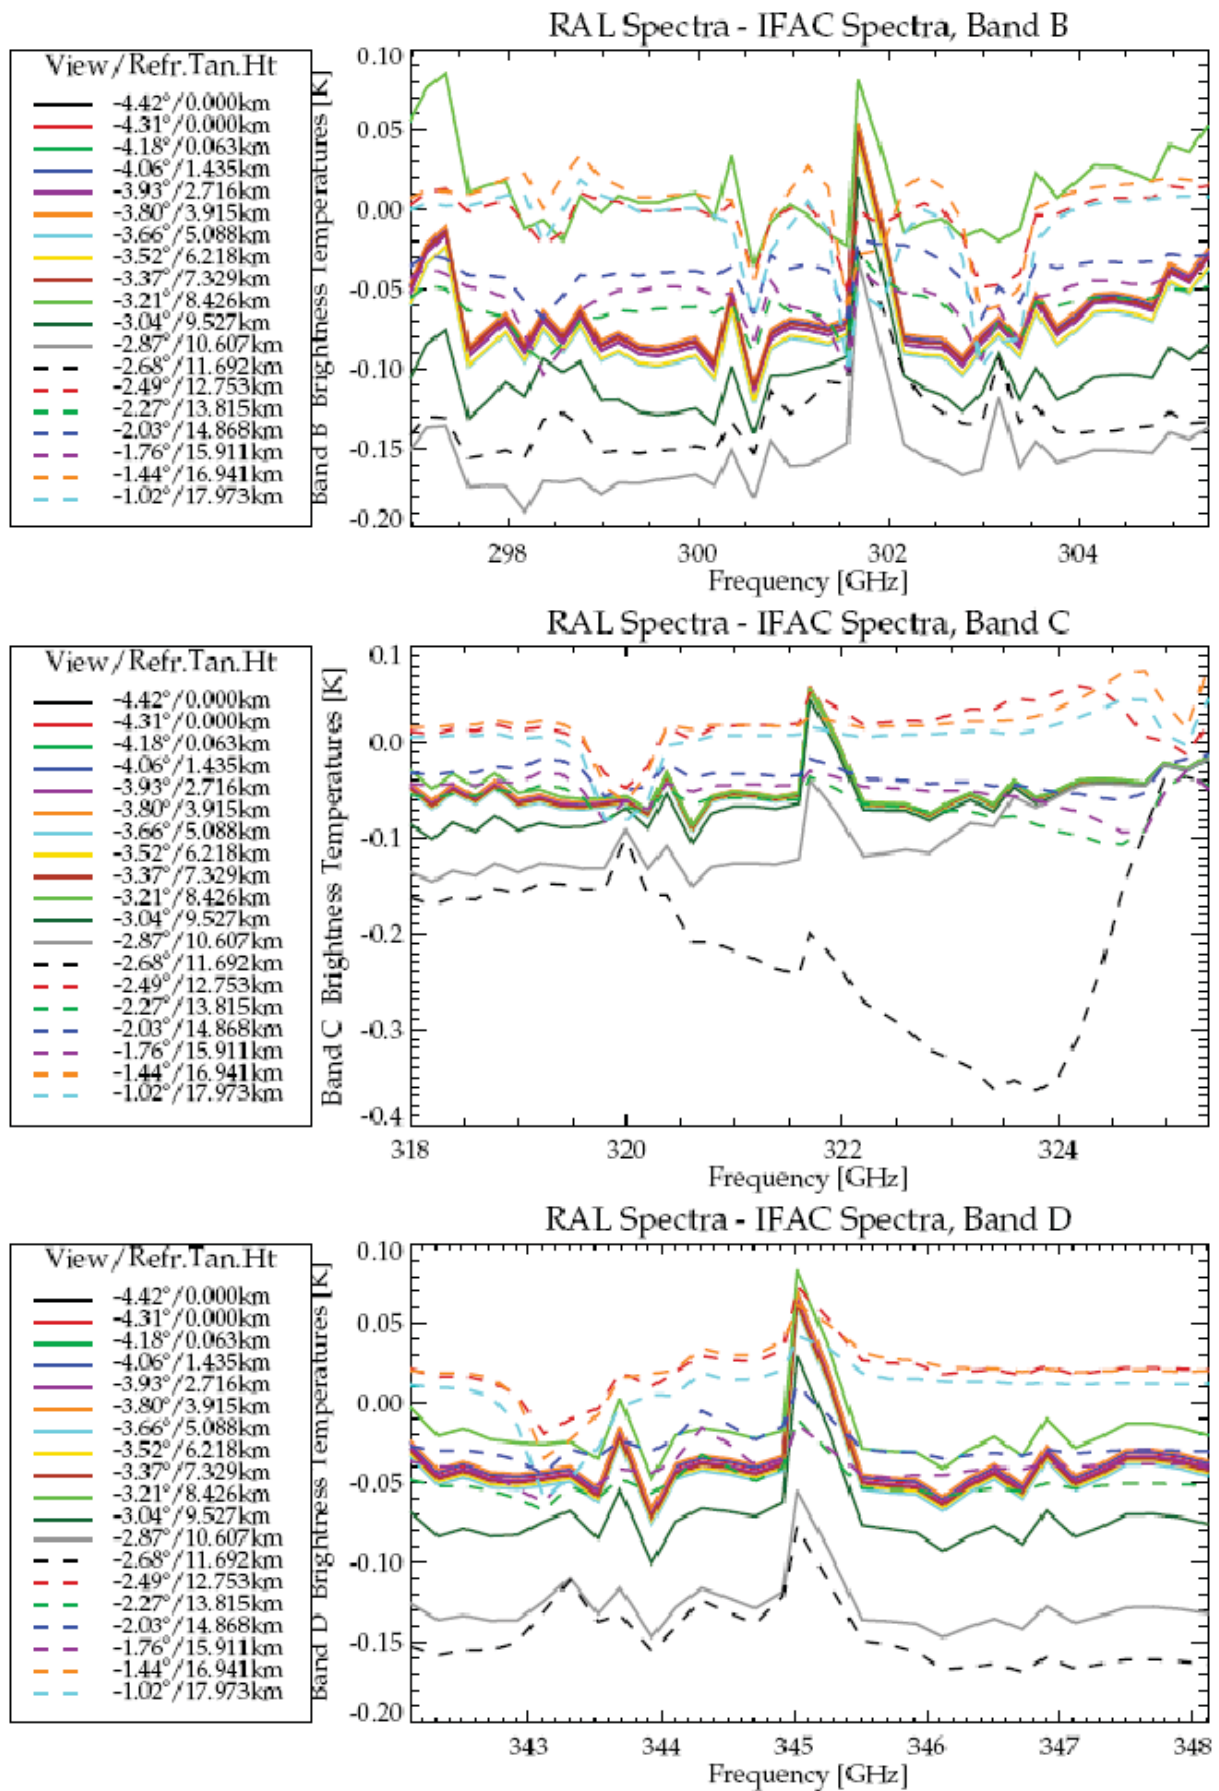 RAL Spectra - IFAC Spectra, Band B
View/Refr.Tan.Ht
-4.42°/0.000km
-4.31°/0.000km
-4.18°/0.063km
-4.06°/1.435km
-3.93°/2.716km
-3.80°/3.915km
-3.66°/5.088km
-3.52°/6.218km
-3.37°/7.329km
-3.21°/8.426km
-3.04°/9.527km
-2.87°/10.607km
-2.68°/11.692km
-2.49°/12.753km
-2.27°/13.815km
-2.03°/14.868km
-1.76°/15.911km
-1.44°/16.941km
-1.02°/17.973km
Band B Brightness Temperatures [K]
0.10
0.05
0.00
-0.05
-0.10
-0.15
-0.20
298 300 302 304
Frequency [GHz]
RAL Spectra - IFAC Spectra, Band C
View/Refr.Tan.Ht
-4.42°/0.000km
-4.31°/0.000km
-4.18°/0.063km
-4.06°/1.435km
-3.93°/2.716km
-3.80°/3.915km
-3.66°/5.088km
-3.52°/6.218km
-3.37°/7.329km
-3.21°/8.426km
-3.04°/9.527km
-2.87°/10.607km
-2.68°/11.692km
-2.49°/12.753km
-2.27°/13.815km
-2.03°/14.868km
-1.76°/15.911km
-1.44°/16.941km
-1.02°/17.973km
Band C Brightness Temperatures [K]
0.1
0.0
-0.1
-0.2
-0.3
-0.4
318 320 322 324
Frequency [GHz]
RAL Spectra - IFAC Spectra, Band D
View/Refr.Tan.Ht
-4.42°/0.000km
-4.31°/0.000km
-4.18°/0.063km
-4.06°/1.435km
-3.93°/2.716km
-3.80°/3.915km
-3.66°/5.088km
-3.52°/6.218km
-3.37°/7.329km
-3.21°/8.426km
-3.04°/9.527km
-2.87°/10.607km
-2.68°/11.692km
-2.49°/12.753km
-2.27°/13.815km
-2.03°/14.868km
-1.76°/15.911km
-1.44°/16.941km
-1.02°/17.973km
Band D Brightness Temperatures [K]
0.10
0.05
0.00
-0.05
-0.10
-0.15
-0.20
343 344 345 346 347 348
Frequency [GHz]